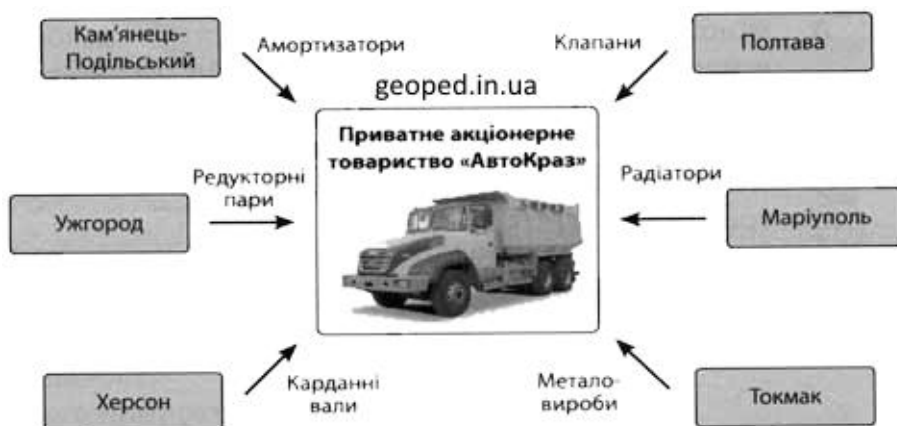 Кам'янець-
Подільський
Амортизатори
Клапани
Полтава
geoped.in.ua
Приватне акціонерне
товариство «АвтоКраз»
Редукторні
пари
Радіатори
Ужгород
Маріуполь
Карданні
вали
Метало-
вироби
Херсон
Токмак